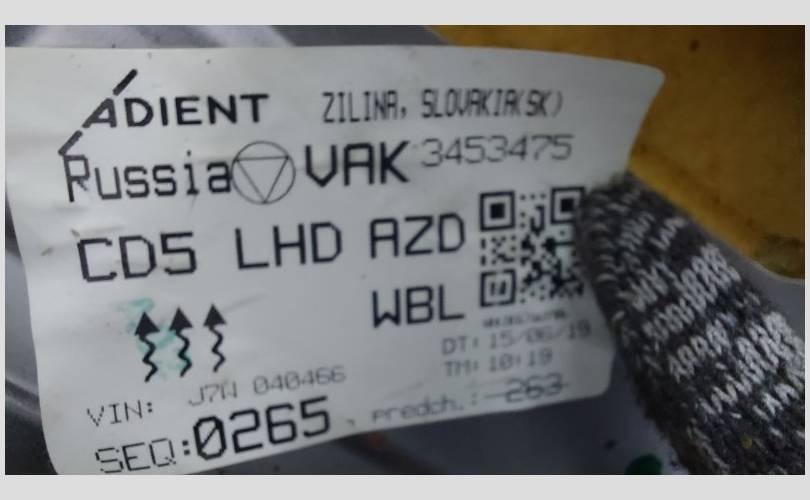 ADIENT ZILINA, SLOVAKIA(SK)
Russia VAK 3453475
CD5 LHD AZD
WBL
DT: 15/06/19
TM: 10:19
VIN: J7W 040466
SEQ:0265, predch.: 263